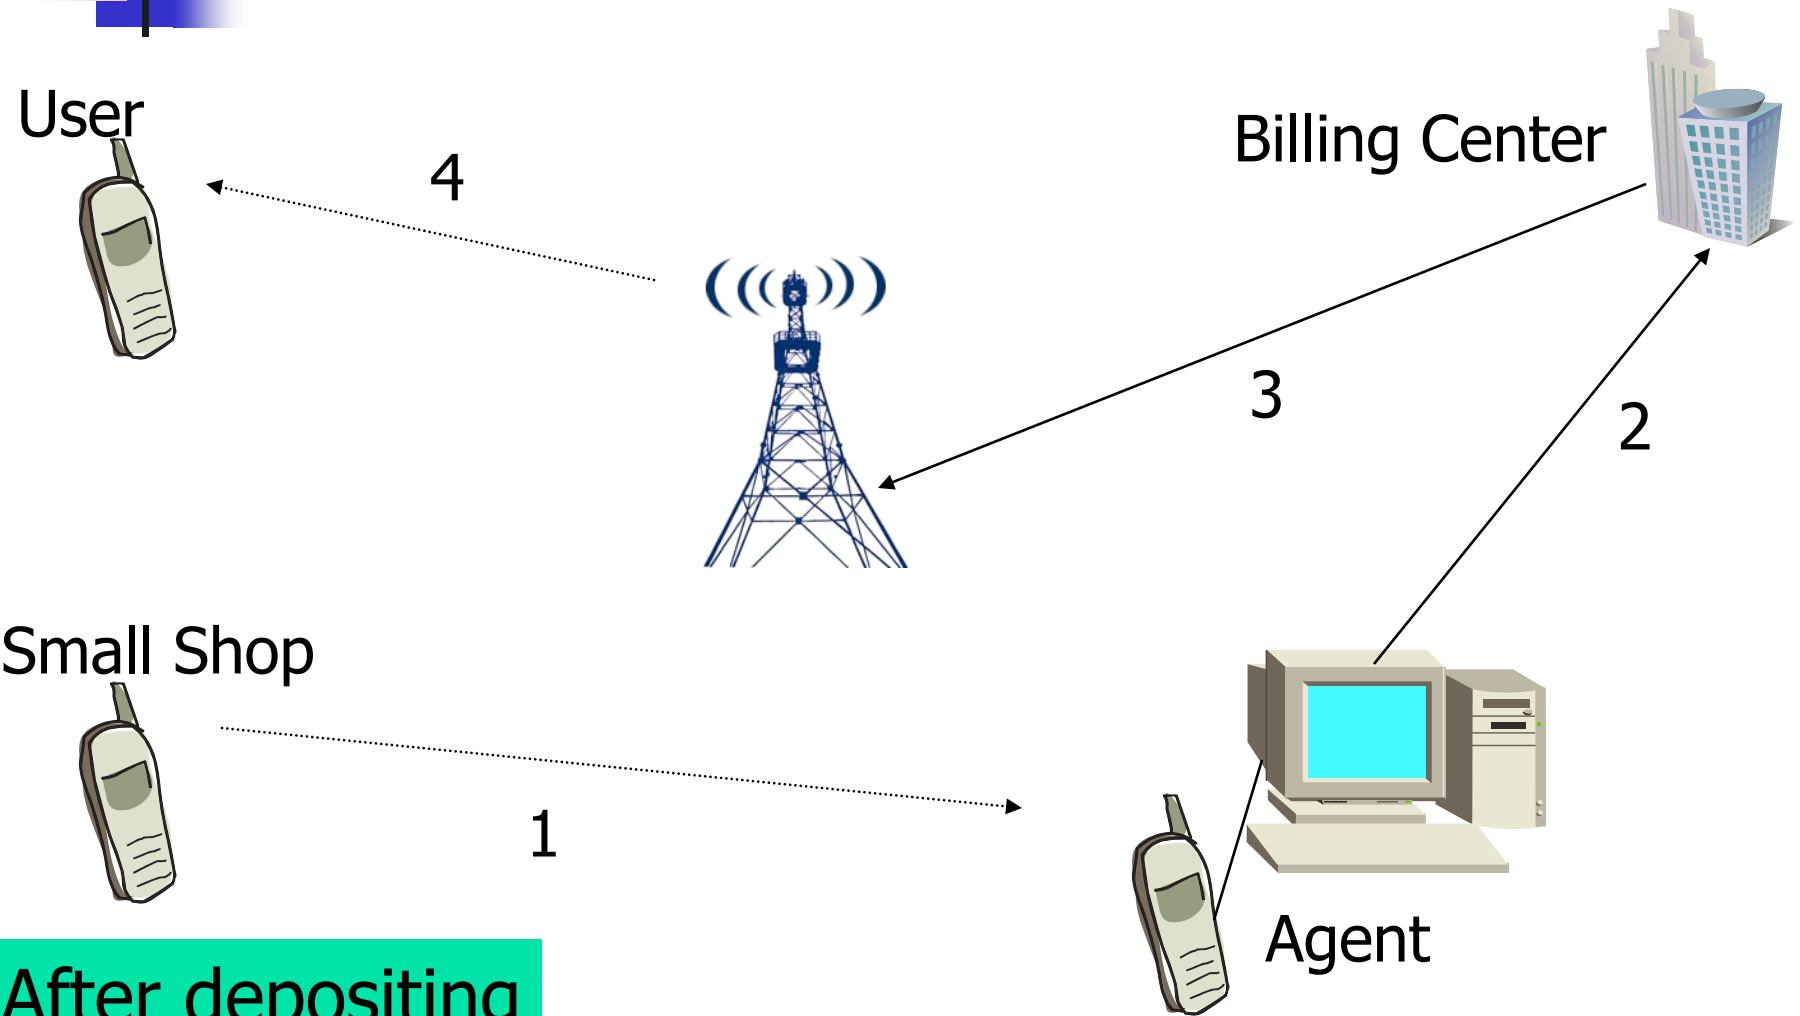 User
Billing Center
4
3
2
Small Shop
1
Agent
After depositing